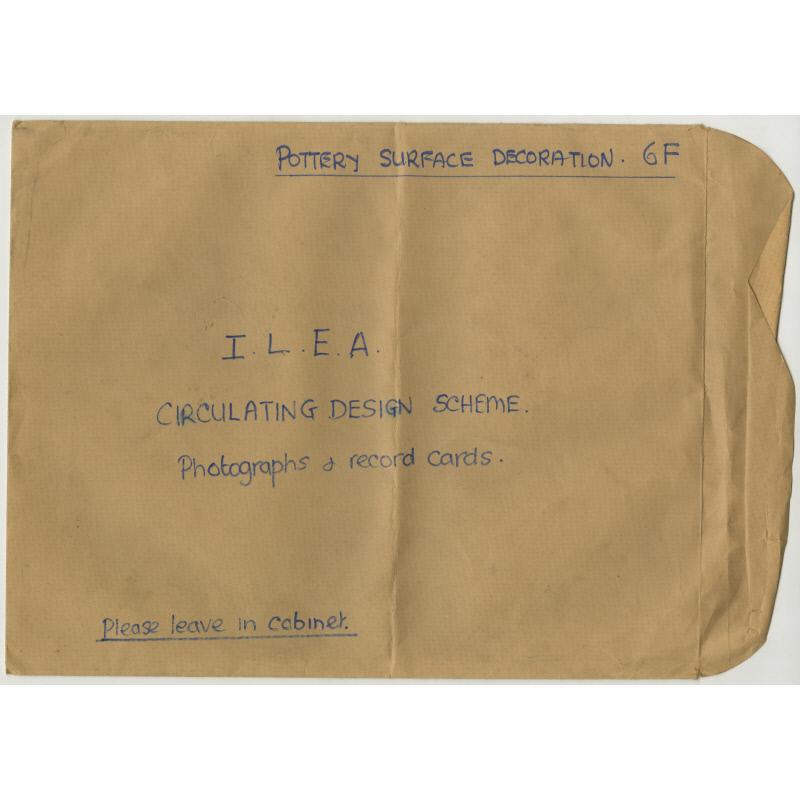 POTTERY SURFACE DECORATION. 6F
I.L.E.A.
CIRCULATING DESIGN SCHEME.
Photographs & record cards.
Please leave in cabinet.